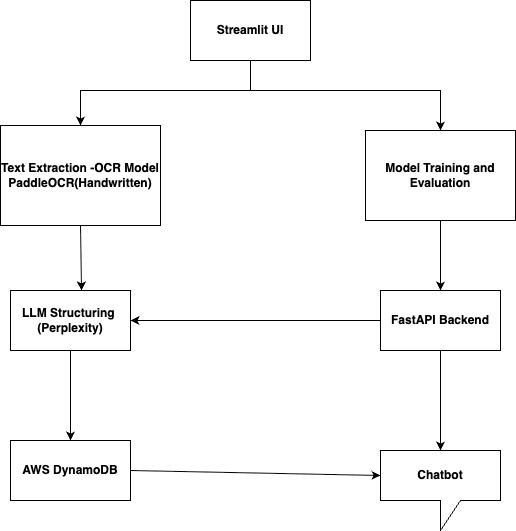 Streamlit UI
Text Extraction -OCR Model
PaddleOCR(Handwritten)
Model Training and
Evaluation
LLM Structuring
(Perplexity)
FastAPI Backend
AWS DynamoDB
Chatbot